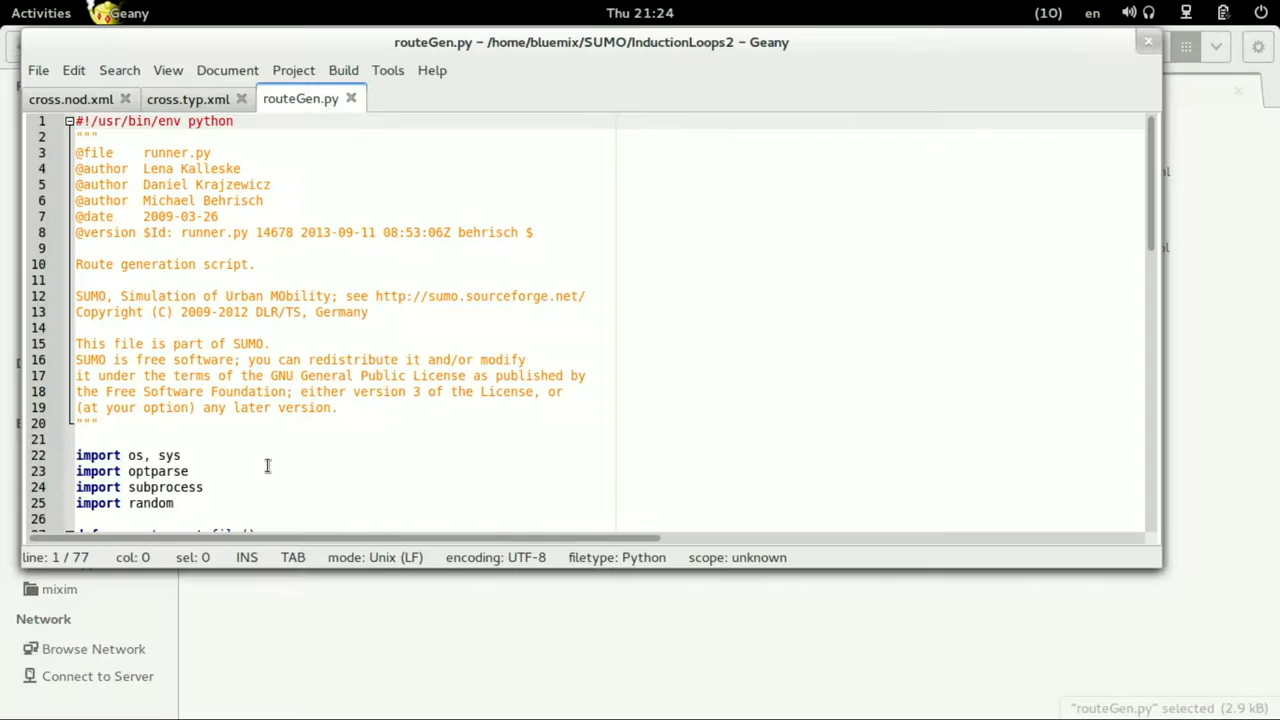 Activities Geany Thu 21:24 (10) en
routeGen.py – /home/bluemix/SUMO/InductionLoops2 – Geany
File Edit Search View Document Project Build Tools Help
cross.nod.xml cross.typ.xml routeGen.py
1 #!/usr/bin/env python
2 """
3 @file runner.py
4 @author Lena Kalleske
5 @author Daniel Krajzewicz
6 @author Michael Behrisch
7 @date 2009-03-26
8 @version $Id: runner.py 14678 2013-09-11 08:53:06Z behrisch $
9
10 Route generation script.
11
12 SUMO, Simulation of Urban MObility; see http://sumo.sourceforge.net/
13 Copyright (C) 2009-2012 DLR/TS, Germany
14
15 This file is part of SUMO.
16 SUMO is free software; you can redistribute it and/or modify
17 it under the terms of the GNU General Public License as published by
18 the Free Software Foundation; either version 3 of the License, or
19 (at your option) any later version.
20 """
21
22 import os, sys
23 import optparse
24 import subprocess
25 import random
26
line: 1 / 77 col: 0 sel: 0 INS TAB mode: Unix (LF) encoding: UTF-8 filetype: Python scope: unknown
mixim
Network
Browse Network
Connect to Server
"routeGen.py" selected (2.9 kB)